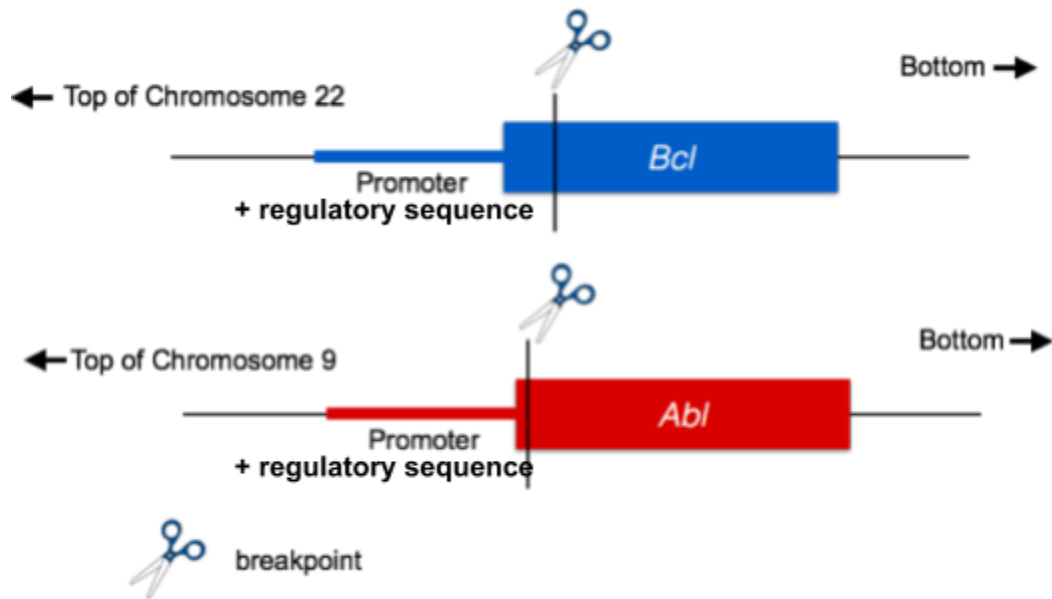 Bottom
Top of Chromosome 22
Bcl
Promoter
+ regulatory sequence
Bottom
Top of Chromosome 9
Abl
Promoter
+ regulatory sequence
breakpoint